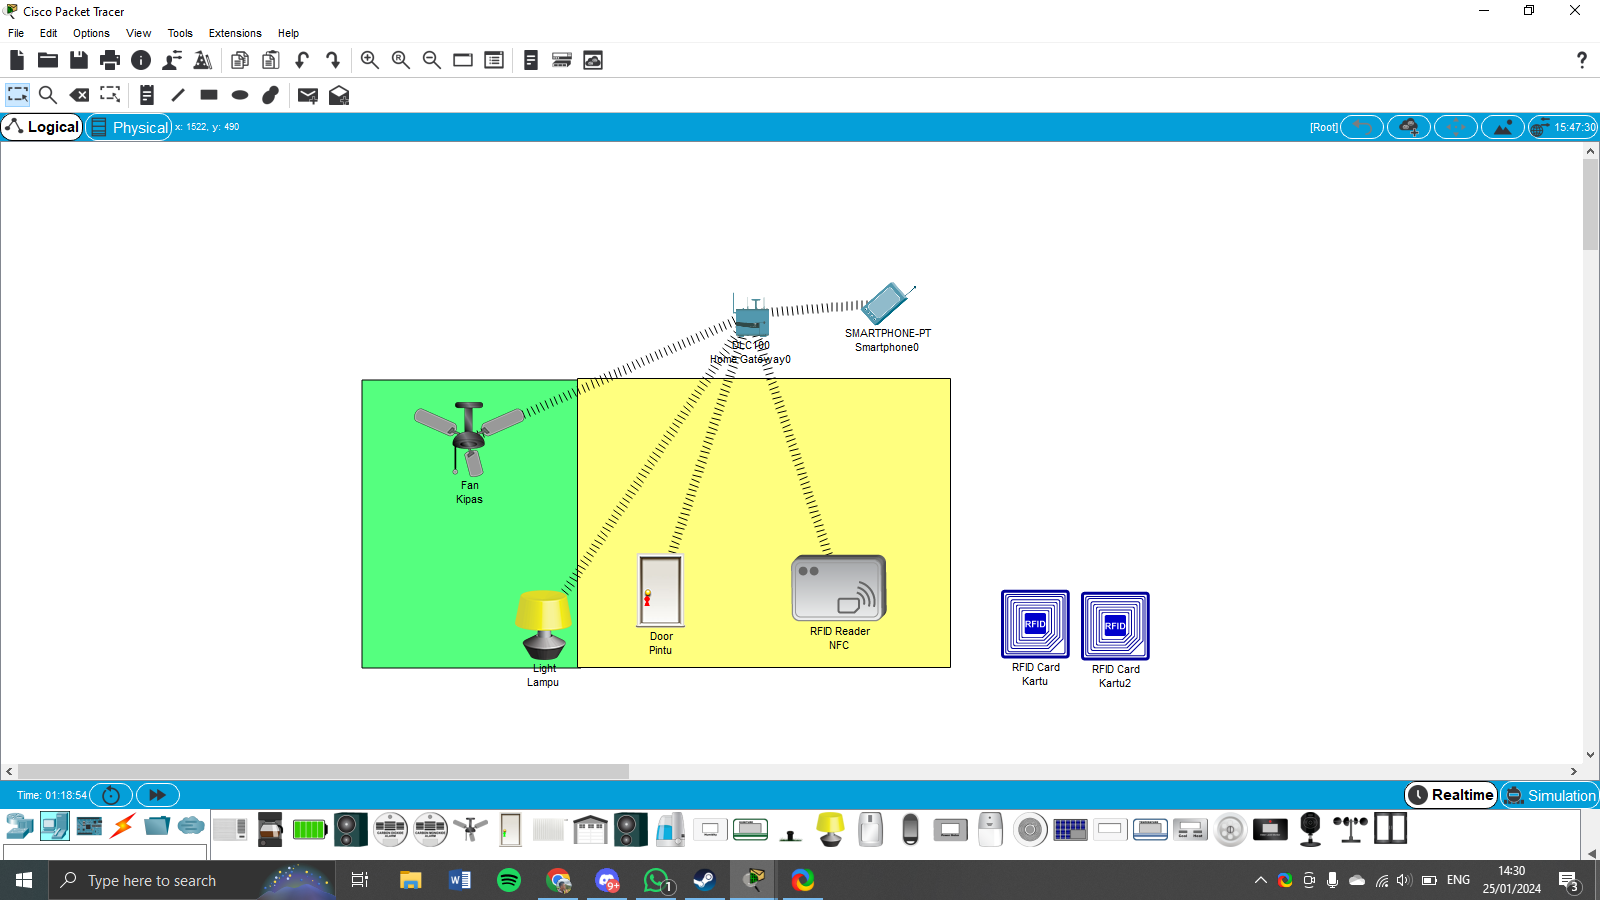 Cisco Packet Tracer
File Edit Options View Tools Extensions Help
?
Logical Physical x: 1522, y: 490 [Root] 15:47:30
SMARTPHONE-PT
Smartphone0
DLC100
Home Gateway0
Fan
Kipas
Door
Pintu
RFID Reader
NFC
Light
Lampu
RFID
RFID Card
Kartu
RFID
RFID Card
Kartu2
Time: 01:18:54 Realtime Simulation
Type here to search
9+
1
ENG
14:30
25/01/2024
3